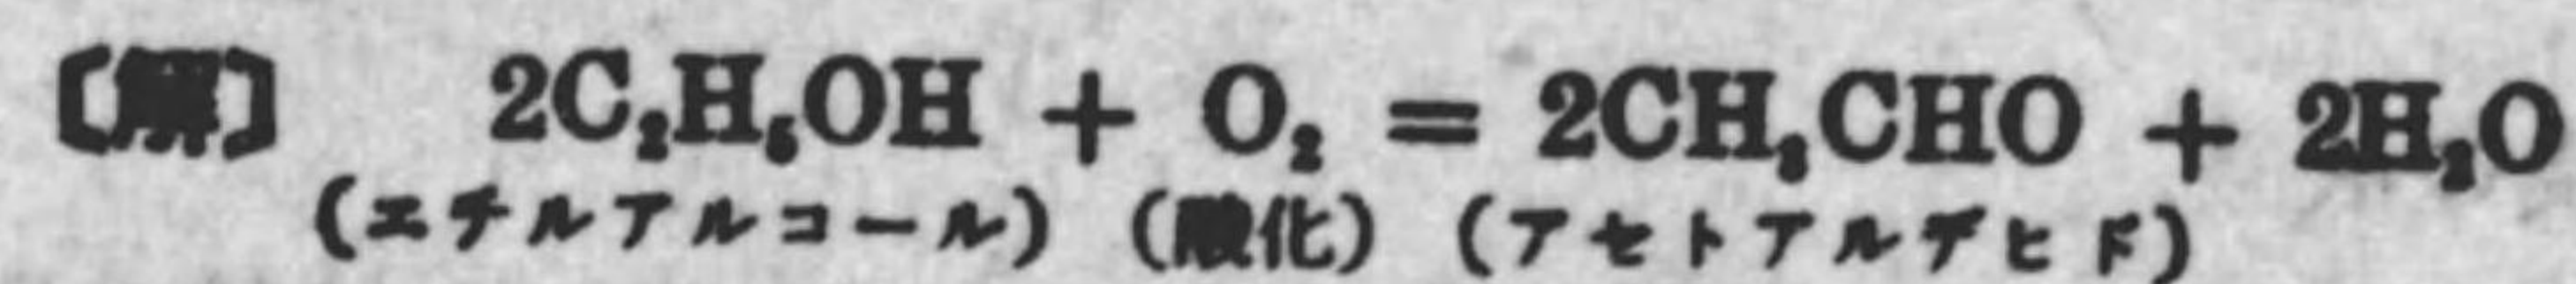 〔解〕 2C₂H₅OH + O₂ = 2CH₃CHO + 2H₂O
(エチルアルコール) (酸化) (アセトアルデヒド)